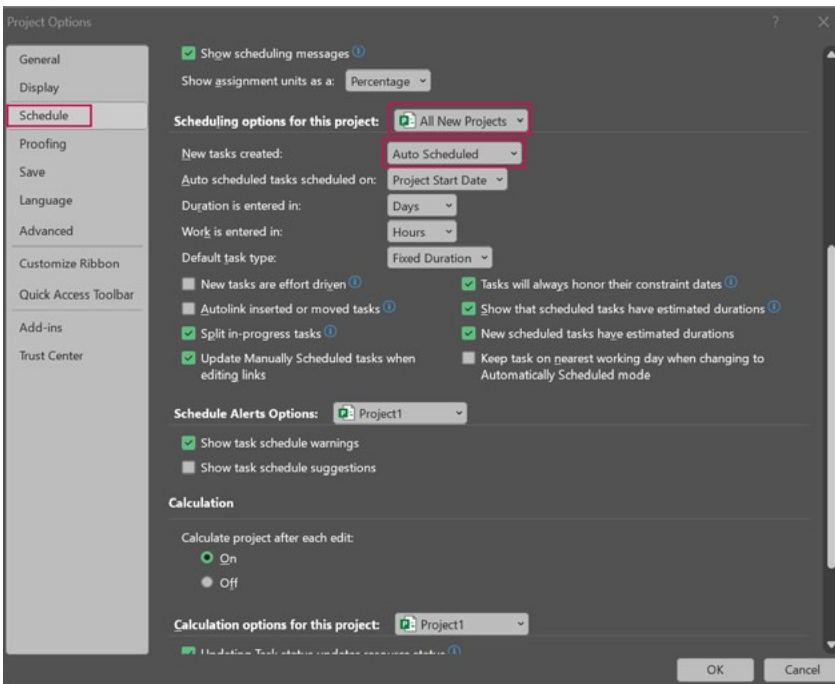 Project Options
General
Display
Schedule
Proofing
Save
Language
Advanced
Customize Ribbon
Quick Access Toolbar
Add-ins
Trust Center
Show scheduling messages
Show assignment units as a: Percentage
Scheduling options for this project: All New Projects
New tasks created: Auto Scheduled
Auto scheduled tasks scheduled on: Project Start Date
Duration is entered in: Days
Work is entered in: Hours
Default task type: Fixed Duration
New tasks are effort driven
Autolink inserted or moved tasks
Split in-progress tasks
Update Manually Scheduled tasks when
editing links
Tasks will always honor their constraint dates
Show that scheduled tasks have estimated durations
New scheduled tasks have estimated durations
Keep task on nearest working day when changing to
Automatically Scheduled mode
Schedule Alerts Options: Project1
Show task schedule warnings
Show task schedule suggestions
Calculation
Calculate project after each edit:
On
Off
Calculation options for this project: Project1
Updating Task status updates resource status
OK Cancel